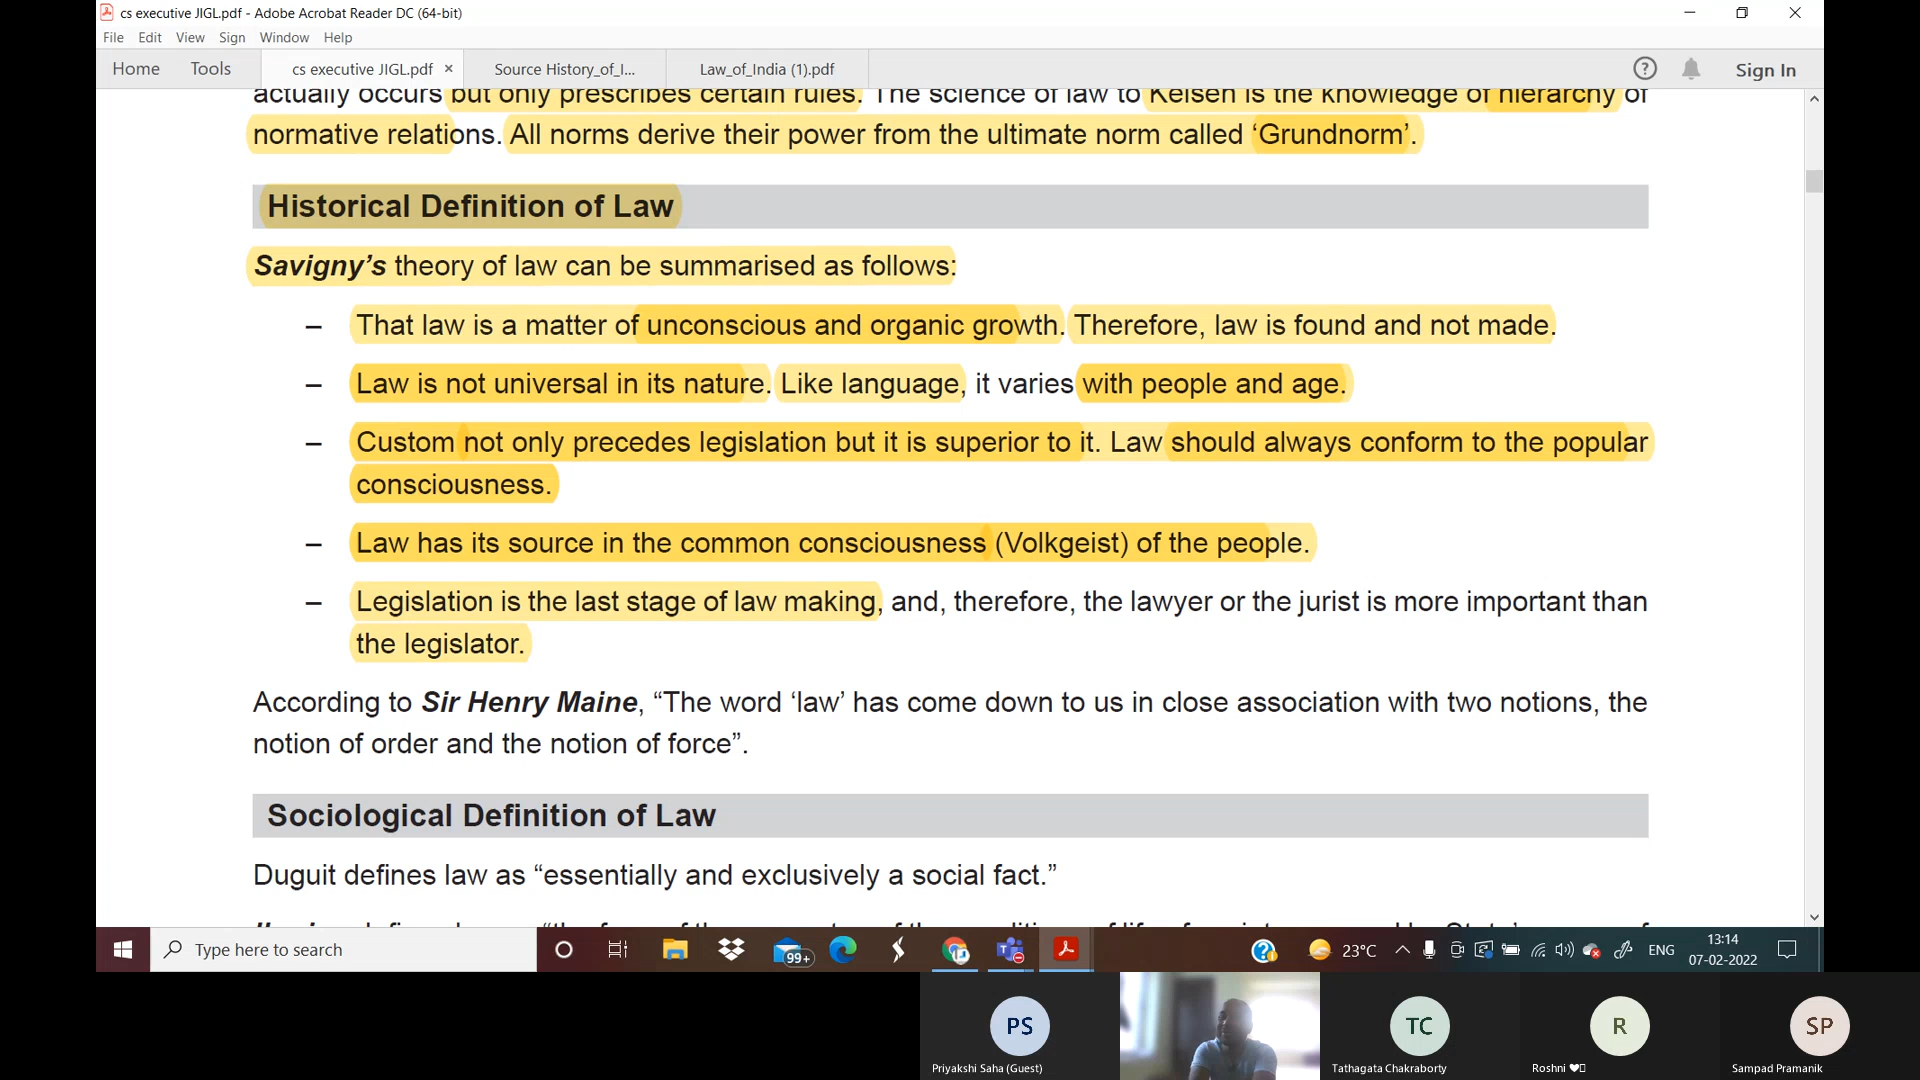 cs executive JIGL.pdf - Adobe Acrobat Reader DC (64-bit)
File Edit View Sign Window Help
Home Tools cs executive JIGL.pdf × Source History_of_I... Law_of_India (1).pdf Sign In
actually occurs but only prescribes certain rules. The science of law to Kelsen is the knowledge of hierarchy of
normative relations. All norms derive their power from the ultimate norm called ‘Grundnorm’.
Historical Definition of Law
Savigny’s theory of law can be summarised as follows:
– That law is a matter of unconscious and organic growth. Therefore, law is found and not made.
– Law is not universal in its nature. Like language, it varies with people and age.
– Custom not only precedes legislation but it is superior to it. Law should always conform to the popular
consciousness.
– Law has its source in the common consciousness (Volkgeist) of the people.
– Legislation is the last stage of law making, and, therefore, the lawyer or the jurist is more important than
the legislator.
According to Sir Henry Maine, “The word ‘law’ has come down to us in close association with two notions, the
notion of order and the notion of force”.
Sociological Definition of Law
Duguit defines law as “essentially and exclusively a social fact.”
Type here to search
99+
23°C
ENG
13:14
07-02-2022
PS
TC
R
SP
Priyakshi Saha (Guest)
Tathagata Chakraborty
Roshni ❤
Sampad Pramanik